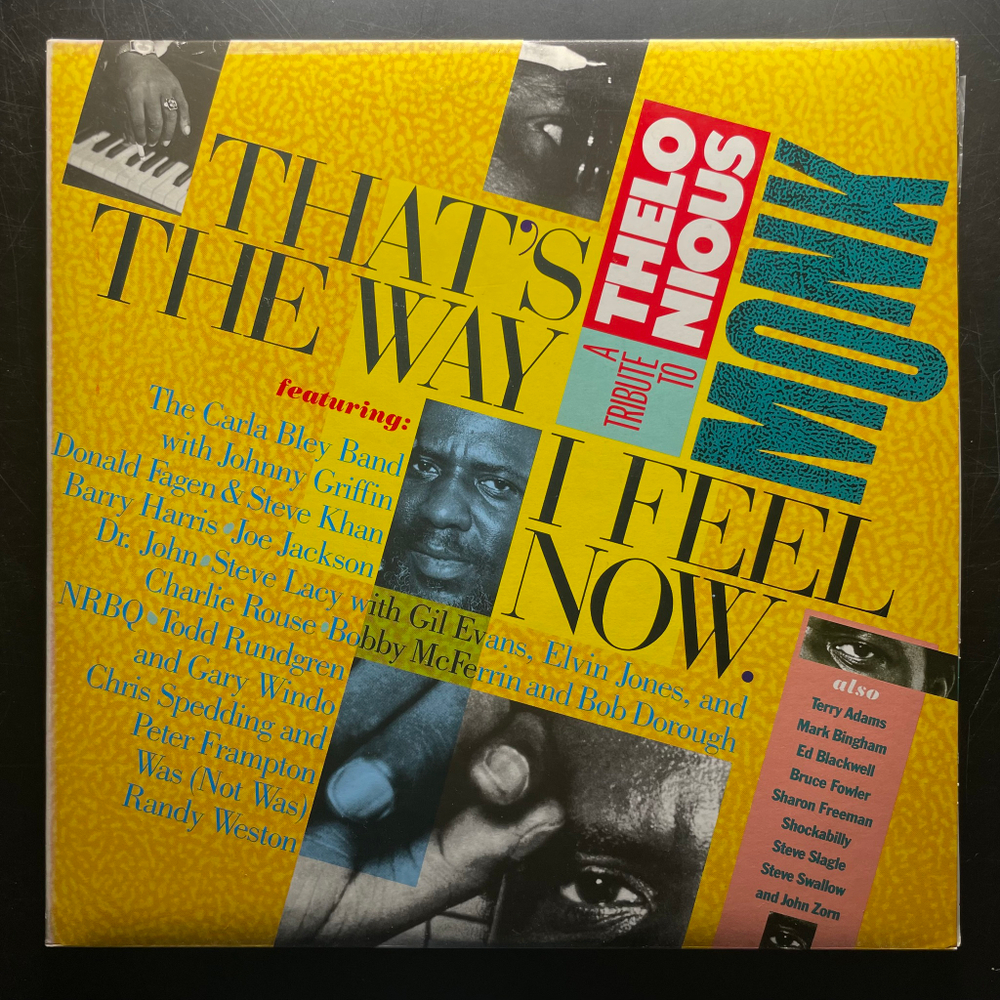 THAT'S
THE WAY
I FEEL
NOW.
A
TRIBUTE
TO
THELO
NIOUS
MONK
featuring:
The Carla Bley Band
with Johnny Griffin
Donald Fagen & Steve Khan
Barry Harris • Joe Jackson
Dr. John • Steve Lacy with Gil Evans, Elvin Jones, and
Charlie Rouse • Bobby McFerrin and Bob Dorough
NRBQ • Todd Rundgren
and Gary Windo
Chris Spedding and
Peter Frampton
Was (Not Was)
Randy Weston
also
Terry Adams
Mark Bingham
Ed Blackwell
Bruce Fowler
Sharon Freeman
Shockabilly
Steve Slagle
Steve Swallow
and John Zorn